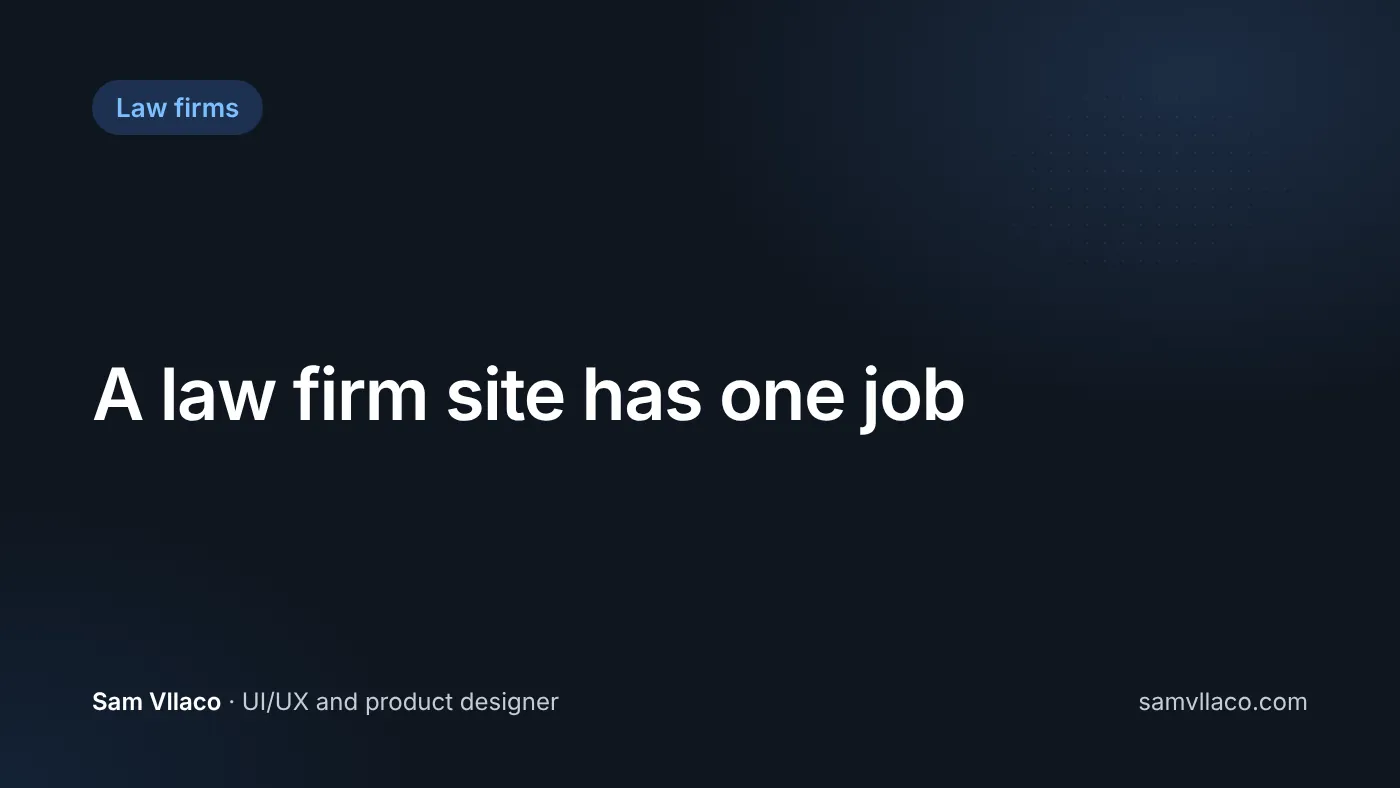 Law firms
A law firm site has one job
Sam Vllaco · UI/UX and product designer
samvllaco.com